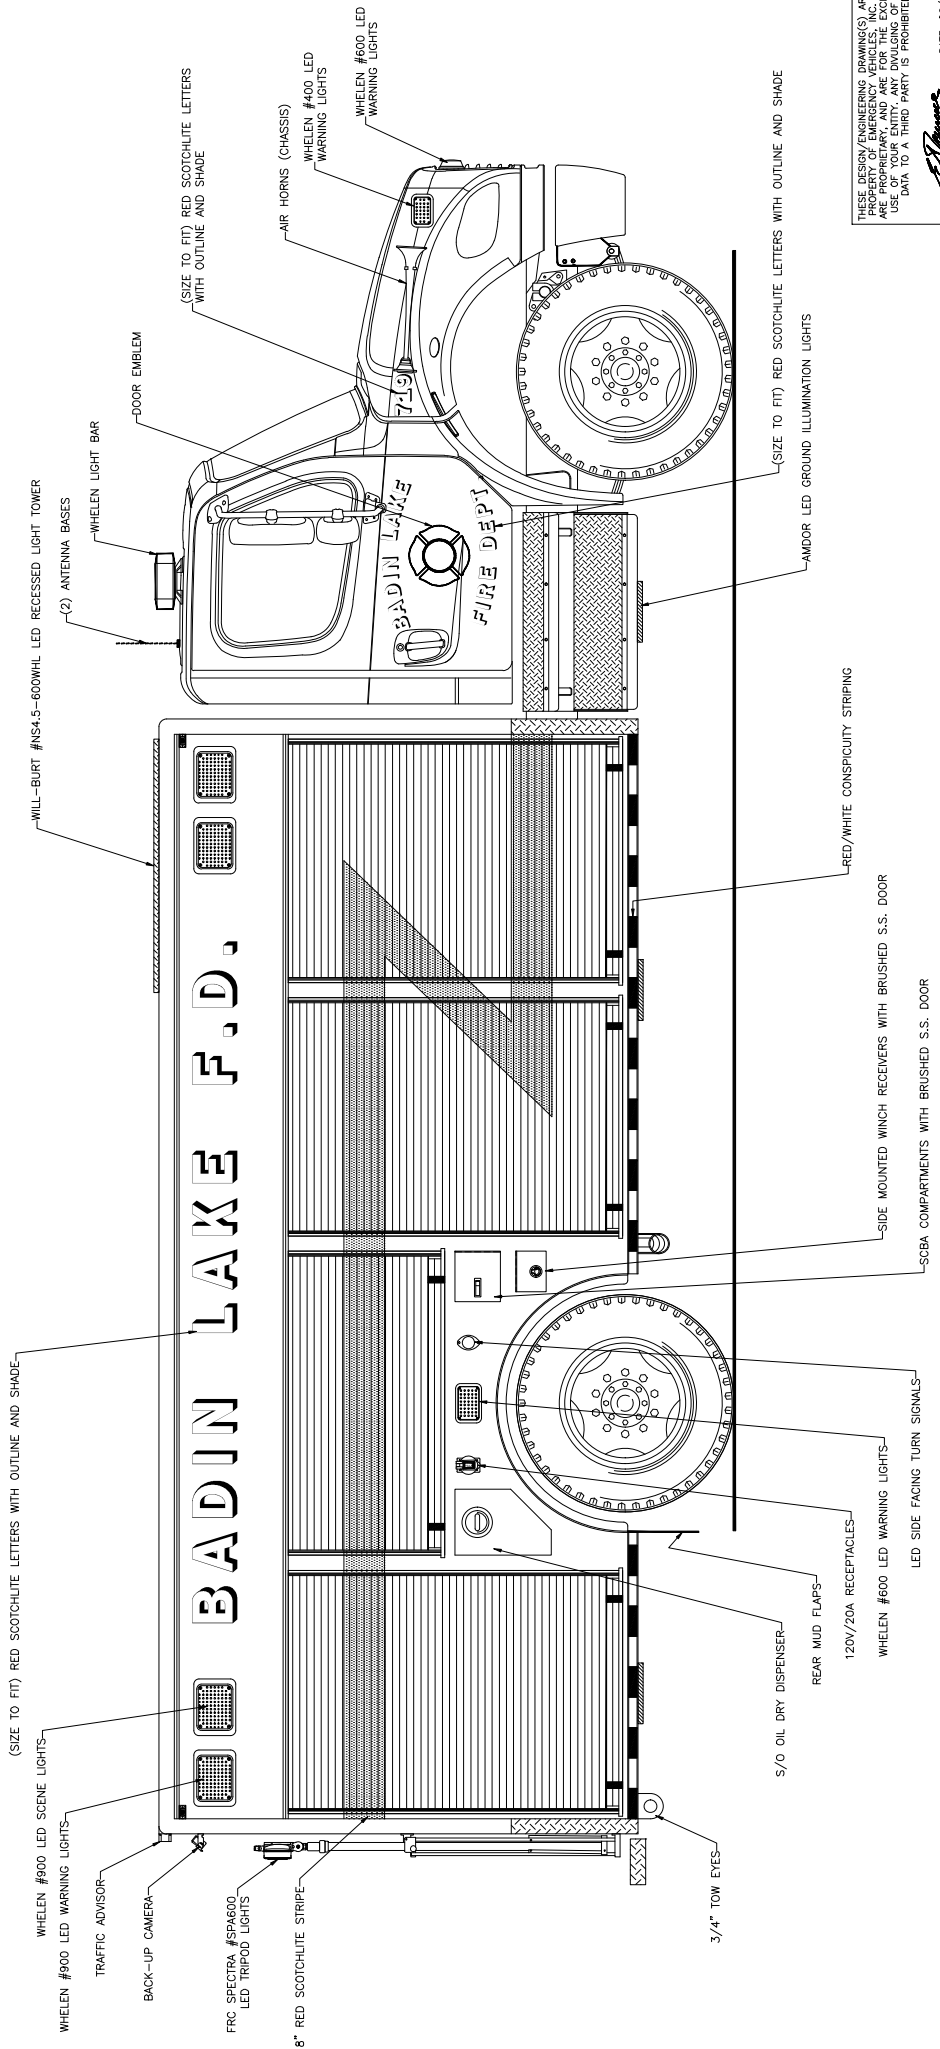 (SIZE TO FIT) RED SCOTCHLITE LETTERS WITH OUTLINE AND SHADE
WHELEN #900 LED SCENE LIGHTS
WHELEN #900 LED WARNING LIGHTS
TRAFFIC ADVISOR
BACK-UP CAMERA
FRC SPECTRA #SPA600
LED TRIPOD LIGHTS
8" RED SCOTCHLITE STRIPE
WILL-BURT #NS4.5-600WHL LED RECESSED LIGHT TOWER
(2) ANTENNA BASES
WHELEN LIGHT BAR
DOOR EMBLEM
(SIZE TO FIT) RED SCOTCHLITE LETTERS
WITH OUTLINE AND SHADE
AIR HORNS (CHASSIS)
WHELEN #400 LED
WARNING LIGHTS
WHELEN #600 LED
WARNING LIGHTS
BADIN LAKE F.D.
719
BADIN LAKE
FIRE DEPT
3/4" TOW EYES
S/O OIL DRY DISPENSER
REAR MUD FLAPS
120V/20A RECEPTACLES
WHELEN #600 LED WARNING LIGHTS
LED SIDE FACING TURN SIGNALS
SCBA COMPARTMENTS WITH BRUSHED S.S. DOOR
SIDE MOUNTED WINCH RECEIVERS WITH BRUSHED S.S. DOOR
RED/WHITE CONSPICUITY STRIPING
AMDOR LED GROUND ILLUMINATION LIGHTS
(SIZE TO FIT) RED SCOTCHLITE LETTERS WITH OUTLINE AND SHADE
THESE DESIGN/ENGINEERING DRAWING(S)
PROPERTY OF EMERGENCY VEHICLES, INC.
ARE PROPRIETARY, AND ARE FOR THE
USE OF YOUR ENTITY. ANY DIVULGING OF
DATA TO A THIRD PARTY IS PROHIBITED